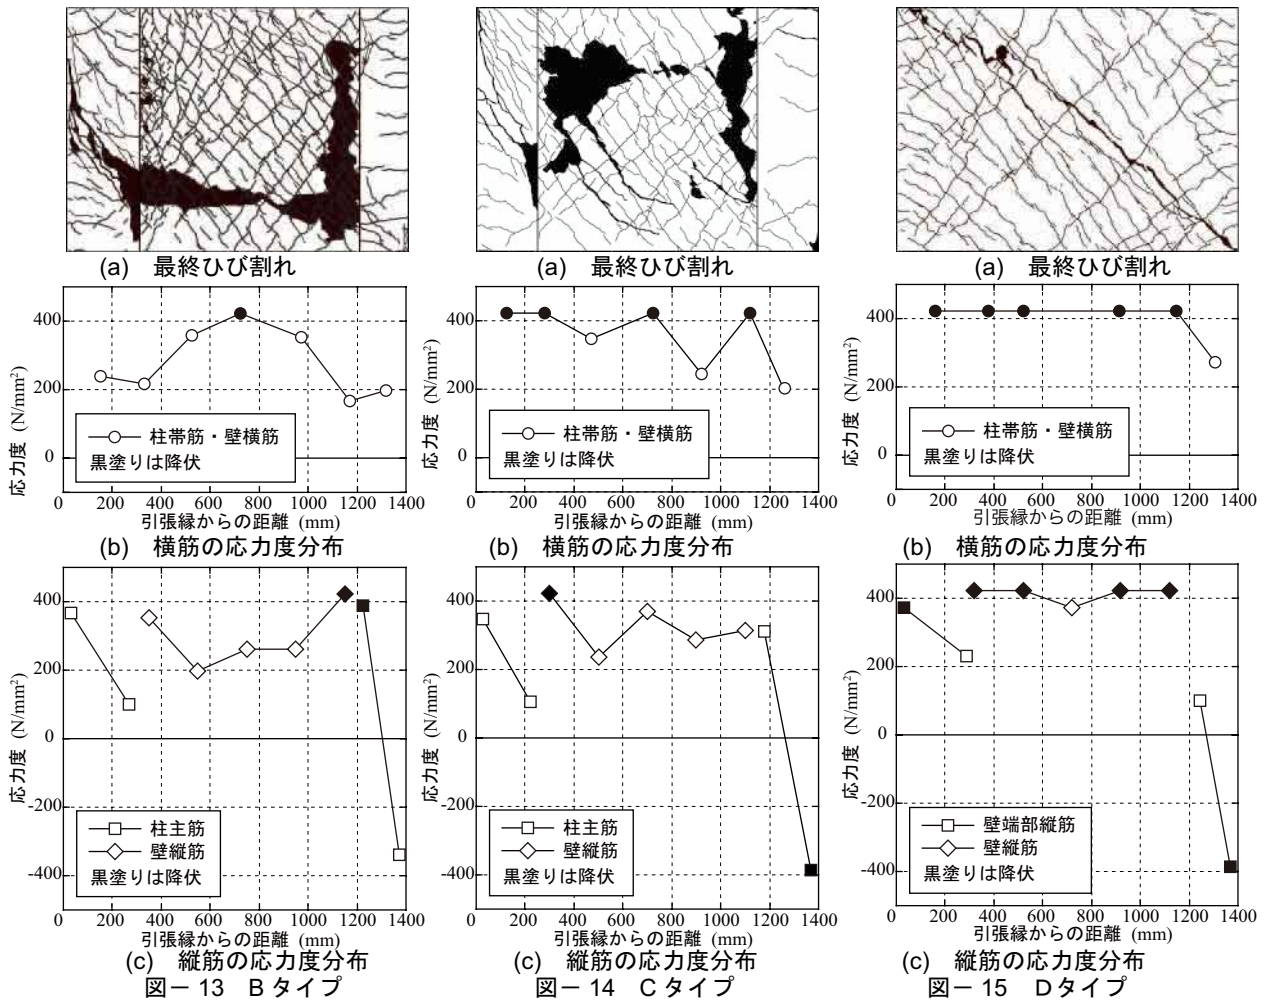 (a) 最終ひび割れ
(a) 最終ひび割れ
(a) 最終ひび割れ
応力度 (N/mm²)
400
200
0
柱帯筋・壁横筋
黒塗りは降伏
0 200 400 600 800 1000 1200 1400
引張縁からの距離 (mm)
(b) 横筋の応力度分布
応力度 (N/mm²)
400
200
0
柱帯筋・壁横筋
黒塗りは降伏
0 200 400 600 800 1000 1200 1400
引張縁からの距離 (mm)
(b) 横筋の応力度分布
応力度 (N/mm²)
400
200
0
柱帯筋・壁横筋
黒塗りは降伏
0 200 400 600 800 1000 1200 1400
引張縁からの距離 (mm)
(b) 横筋の応力度分布
応力度 (N/mm²)
400
200
0
-200
-400
柱主筋
壁縦筋
黒塗りは降伏
0 200 400 600 800 1000 1200 1400
引張縁からの距離 (mm)
(c) 縦筋の応力度分布
図-13 Bタイプ
応力度 (N/mm²)
400
200
0
-200
-400
柱主筋
壁縦筋
黒塗りは降伏
0 200 400 600 800 1000 1200 1400
引張縁からの距離 (mm)
(c) 縦筋の応力度分布
図-14 Cタイプ
応力度 (N/mm²)
400
200
0
-200
-400
壁端部縦筋
壁縦筋
黒塗りは降伏
0 200 400 600 800 1000 1200 1400
引張縁からの距離 (mm)
(c) 縦筋の応力度分布
図-15 Dタイプ